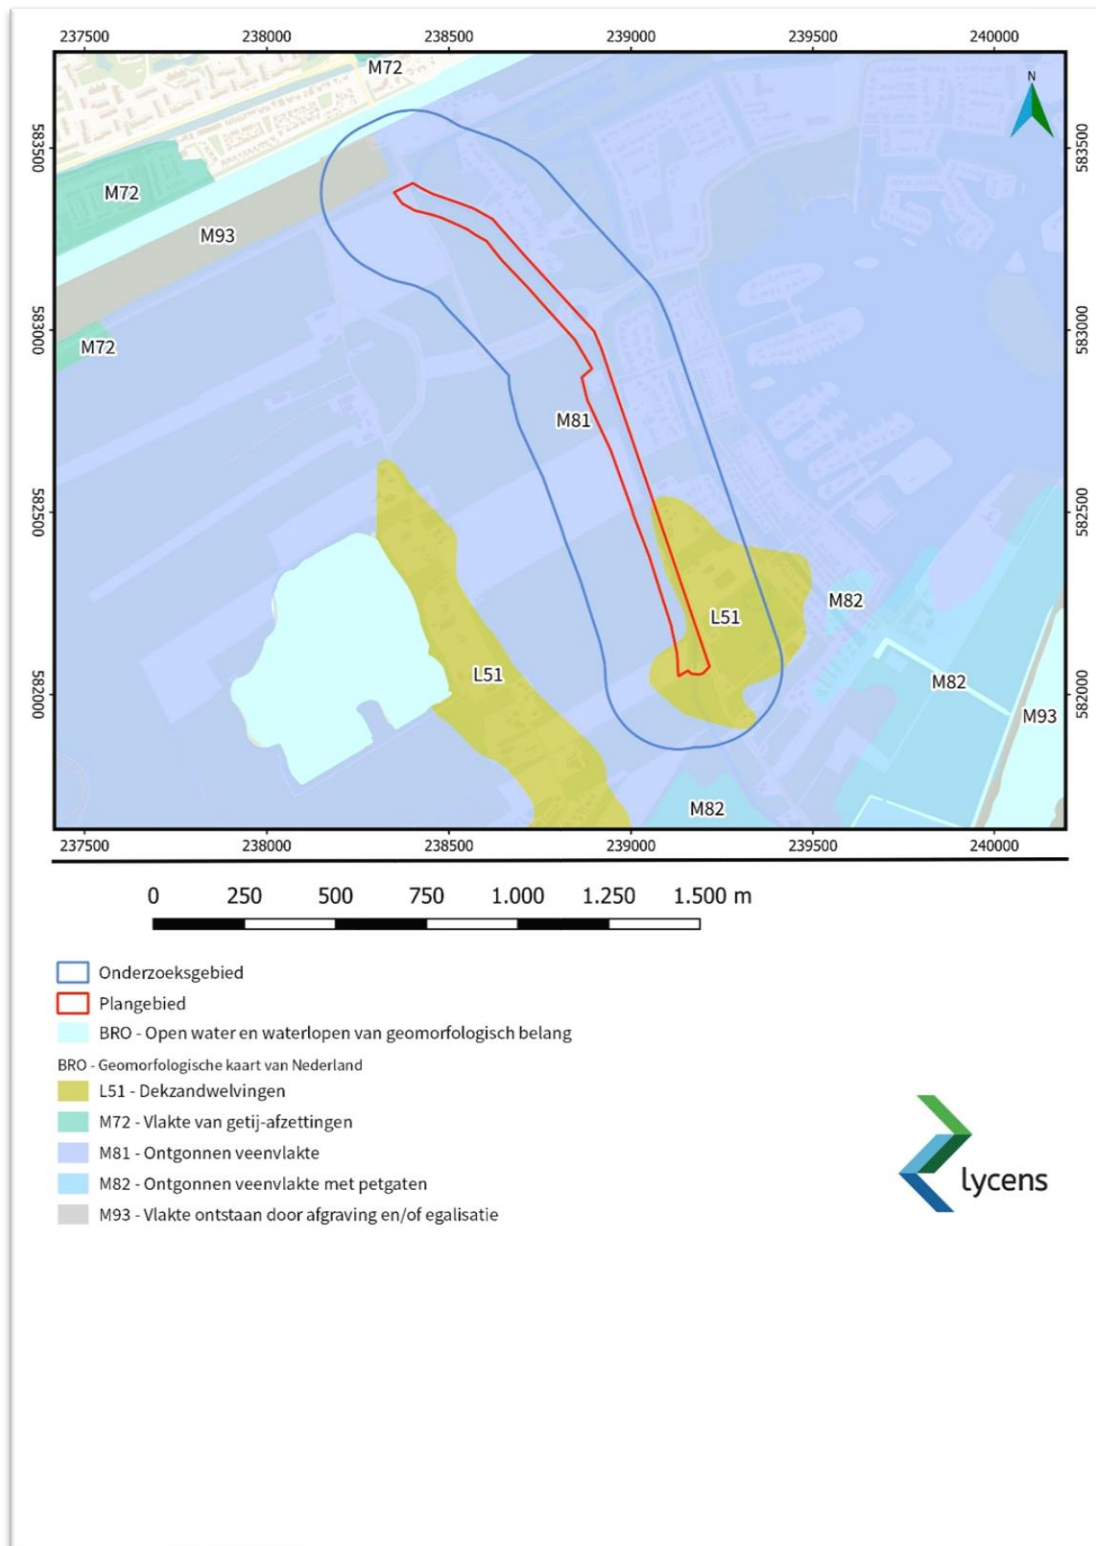 237500 238000 238500 239000 239500 240000
M72
N
583500 583500
M72
M93
583000 583000
M72
M81
582500 582500
M82
L51
L51
M82
582000 582000
M93
M82
237500 238000 238500 239000 239500 240000
0 250 500 750 1.000 1.250 1.500 m
Onderzoeksgebied
Plangebied
BRO - Open water en waterlopen van geomorfologisch belang
BRO - Geomorfologische kaart van Nederland
L51 - Dekzandwelvingen
M72 - Vlakte van getij-afzettingen
M81 - Ontgonnen veenvlakte
M82 - Ontgonnen veenvlakte met petgaten
M93 - Vlakte ontstaan door afgraving en/of egalisatie
lycens